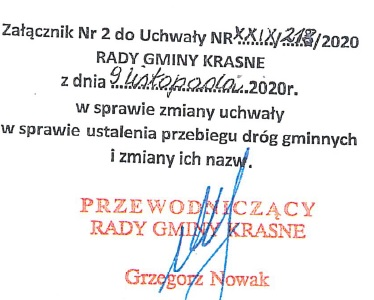 Załącznik Nr 2 do Uchwały NR XXIX/218/2020
RADY GMINY KRASNE
z dnia 9 listopada 2020r.
w sprawie zmiany uchwały
w sprawie ustalenia przebiegu dróg gminnych
i zmiany ich nazw.
PRZEWODNICZĄCY
RADY GMINY KRASNE
Grzegorz Nowak